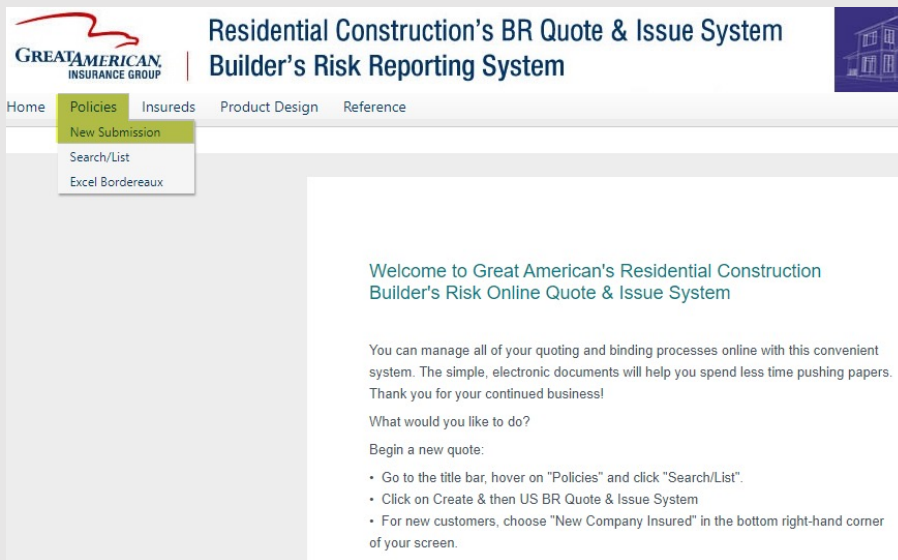 Residential Construction's BR Quote & Issue System
GREATAMERICAN.
INSURANCE GROUP
Builder's Risk Reporting System
Home Policies Insureds Product Design Reference
New Submission
Search/List
Excel Bordereaux
Welcome to Great American's Residential Construction
Builder's Risk Online Quote & Issue System
You can manage all of your quoting and binding processes online with this convenient
system. The simple, electronic documents will help you spend less time pushing papers.
Thank you for your continued business!
What would you like to do?
Begin a new quote:
• Go to the title bar, hover on "Policies" and click "Search/List".
• Click on Create & then US BR Quote & Issue System
• For new customers, choose "New Company Insured" in the bottom right-hand corner
of your screen.